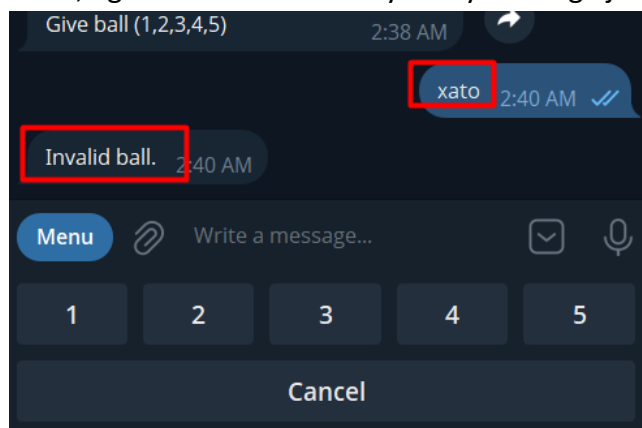 Give ball (1,2,3,4,5) 2:38 AM
xato 2:40 AM
Invalid ball. 2:40 AM
Menu Write a message...
1 2 3 4 5
Cancel